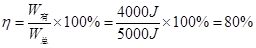 η = W有/W总 × 100% = 4000J/5000J × 100% = 80%